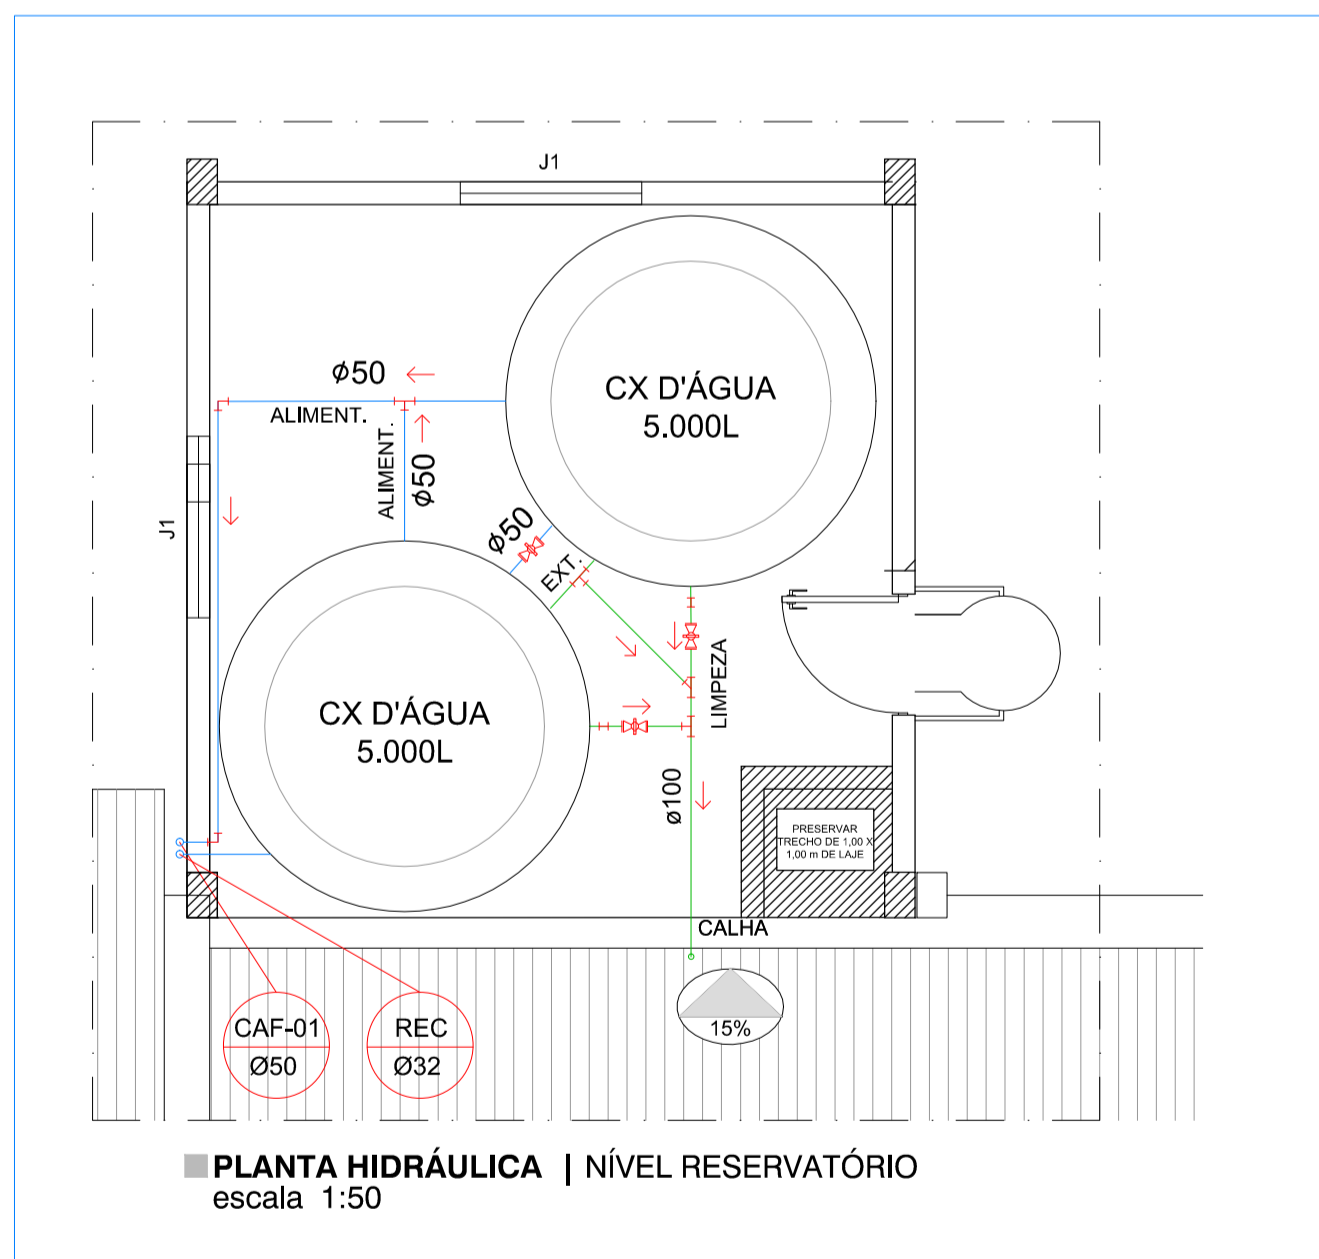 J1
CX D'ÁGUA
5.000L
ϕ50
ALIMENT.
ALIMENT.
ϕ50
J1
ϕ50
EXT.
LIMPEZA
CX D'ÁGUA
5.000L
ø100
PRESERVAR
TRECHO DE 1,00 X
1,00 m DE LAJE
CALHA
15%
CAF-01
Ø50
REC
Ø32
PLANTA HIDRÁULICA | NÍVEL RESERVATÓRIO
escala 1:50